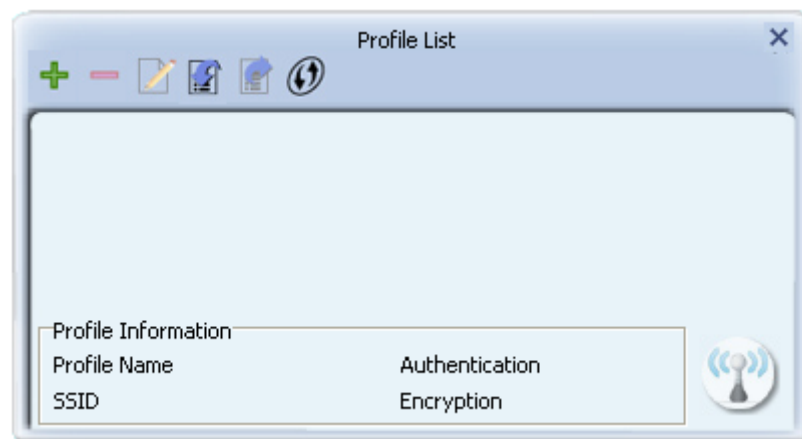 Profile List
Profile Information
Profile Name Authentication
SSID Encryption